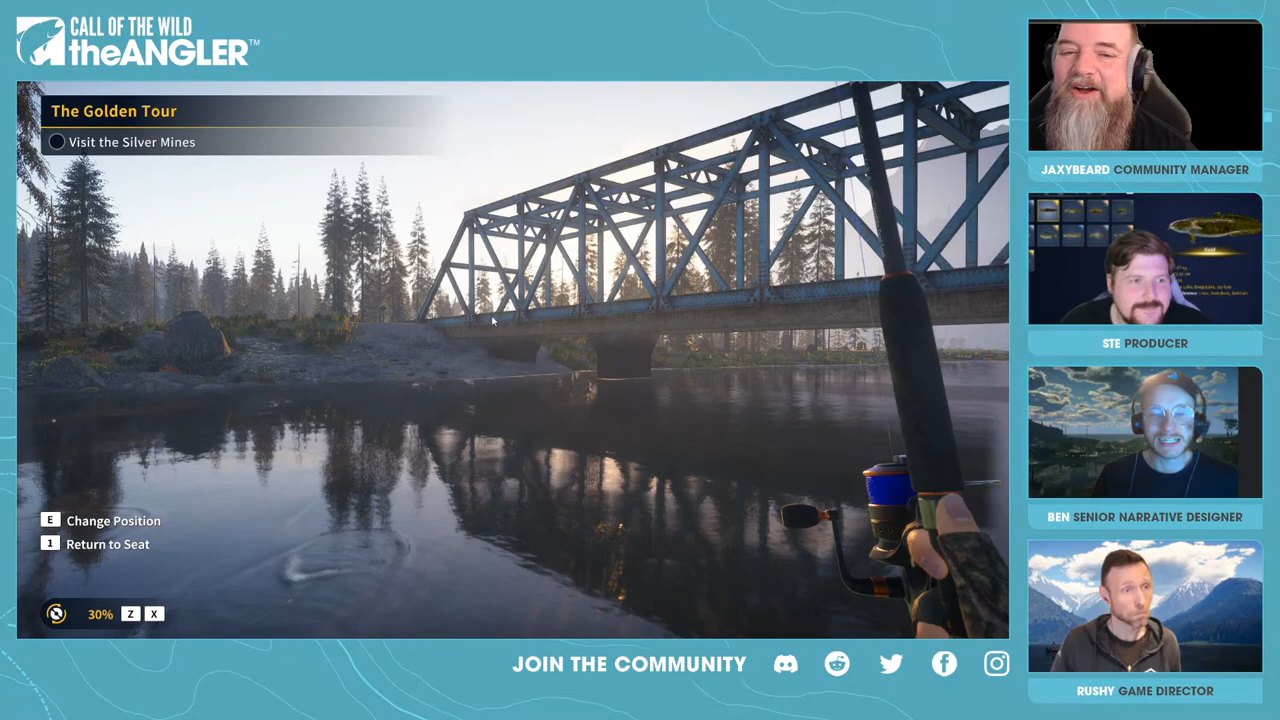 CALL OF THE WILD
theANGLER™
The Golden Tour
Visit the Silver Mines
E Change Position
1 Return to Seat
30% Z X
JOIN THE COMMUNITY
JAXYBEARD COMMUNITY MANAGER
Gold
STE PRODUCER
BEN SENIOR NARRATIVE DESIGNER
RUSHY GAME DIRECTOR